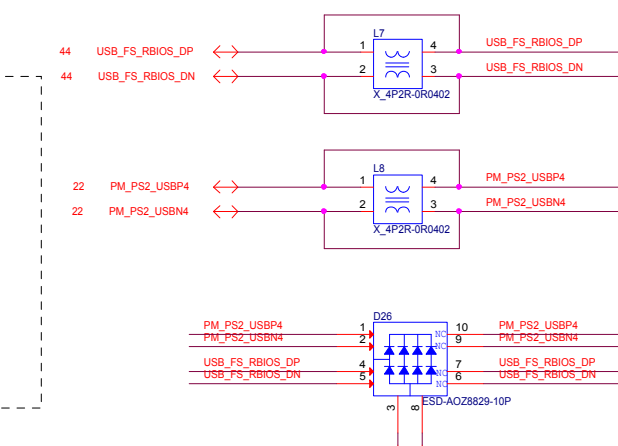 L7
44 USB_FS_RBIOS_DP 1 4 USB_FS_RBIOS_DP
44 USB_FS_RBIOS_DN 2 3 USB_FS_RBIOS_DN
X_4P2R-0R0402
L8
22 PM_PS2_USBP4 1 4 PM_PS2_USBP4
22 PM_PS2_USBN4 2 3 PM_PS2_USBN4
X_4P2R-0R0402
D26
PM_PS2_USBP4 1 NC 10 PM_PS2_USBP4
PM_PS2_USBN4 2 NC 9 PM_PS2_USBN4
USB_FS_RBIOS_DP 4 NC 7 USB_FS_RBIOS_DP
USB_FS_RBIOS_DN 5 NC 6 USB_FS_RBIOS_DN
3 8 ESD-AOZ8829-10P